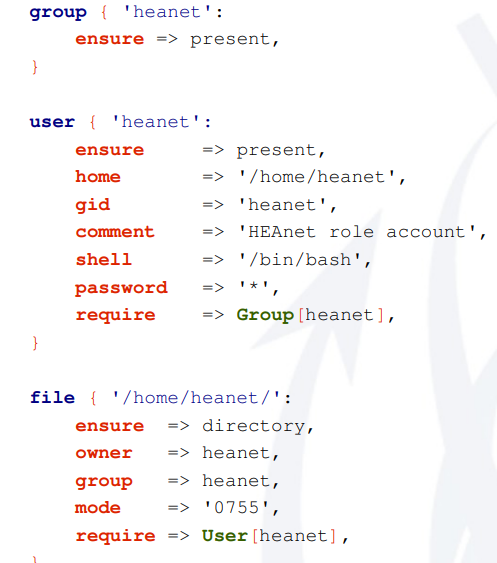 group { 'heanet':
    ensure => present,
}
user { 'heanet':
    ensure     => present,
    home       => '/home/heanet',
    gid        => 'heanet',
    comment    => 'HEAnet role account',
    shell      => '/bin/bash',
    password   => '*',
    require    => Group[heanet],
}
file { '/home/heanet/':
    ensure  => directory,
    owner   => heanet,
    group   => heanet,
    mode    => '0755',
    require => User[heanet],
}